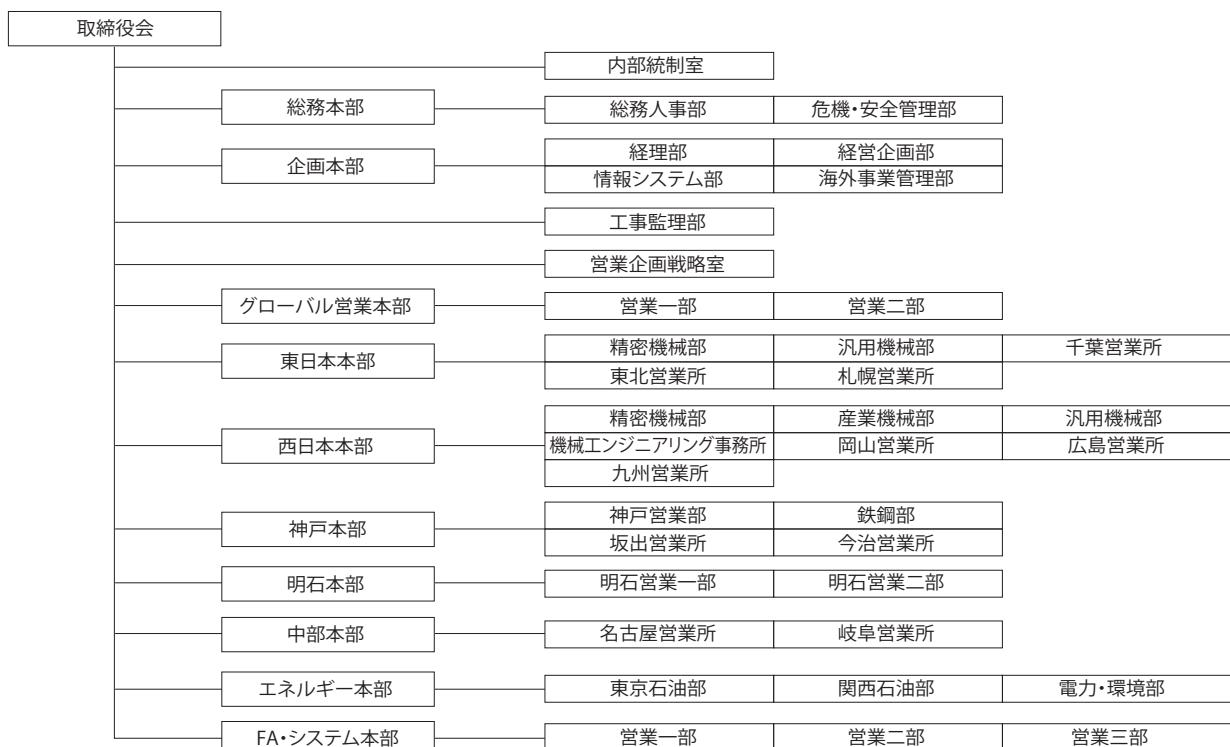 取締役会
内部統制室
総務本部 総務人事部 危機・安全管理部
企画本部 経理部 経営企画部
情報システム部 海外事業管理部
工事監理部
営業企画戦略室
グローバル営業本部 営業一部 営業二部
東日本本部 精密機械部 汎用機械部 千葉営業所
東北営業所 札幌営業所
西日本本部 精密機械部 産業機械部 汎用機械部
機械エンジニアリング事務所 岡山営業所 広島営業所
九州営業所
神戸本部 神戸営業部 鉄鋼部
坂出営業所 今治営業所
明石本部 明石営業一部 明石営業二部
中部本部 名古屋営業所 岐阜営業所
エネルギー本部 東京石油部 関西石油部 電力・環境部
FA・システム本部 営業一部 営業二部 営業三部